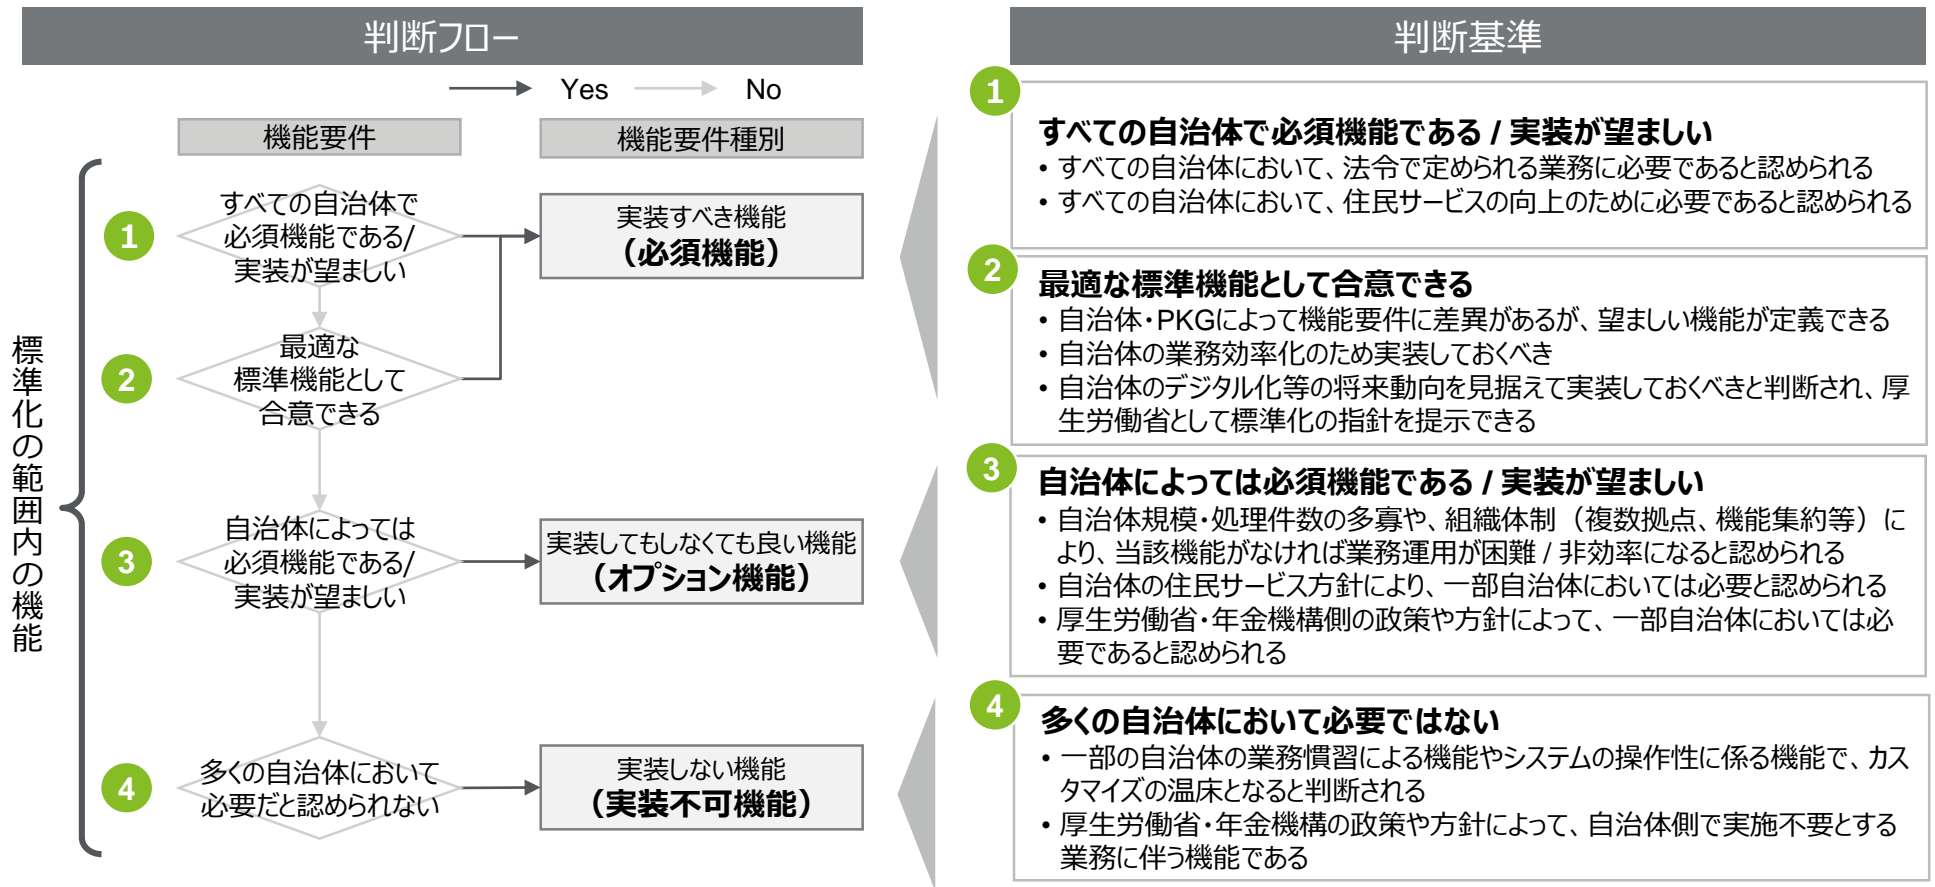 判断フロー
Yes
No
機能要件
機能要件種別
標準化の範囲内の機能
1
すべての自治体で
必須機能である/
実装が望ましい
実装すべき機能
（必須機能）
2
最適な
標準機能として
合意できる
3
自治体によっては
必須機能である/
実装が望ましい
実装してもしなくても良い機能
（オプション機能）
4
多くの自治体において
必要だと認められない
実装しない機能
（実装不可機能）
判断基準
1
すべての自治体で必須機能である / 実装が望ましい
• すべての自治体において、法令で定められる業務に必要であると認められる
• すべての自治体において、住民サービスの向上のために必要であると認められる
2
最適な標準機能として合意できる
• 自治体・PKGによって機能要件に差異があるが、望ましい機能が定義できる
• 自治体の業務効率化のため実装しておくべき
• 自治体のデジタル化等の将来動向を見据えて実装しておくべきと判断され、厚
生労働省として標準化の指針を提示できる
3
自治体によっては必須機能である / 実装が望ましい
• 自治体規模・処理件数の多寡や、組織体制（複数拠点、機能集約等）に
より、当該機能がなければ業務運用が困難 / 非効率になると認められる
• 自治体の住民サービス方針により、一部自治体においては必要と認められる
• 厚生労働省・年金機構側の政策や方針によって、一部自治体においては必
要であると認められる
4
多くの自治体において必要ではない
• 一部の自治体の業務慣習による機能やシステムの操作性に係る機能で、カス
タマイズの温床となると判断される
• 厚生労働省・年金機構の政策や方針によって、自治体側で実施不要とする
業務に伴う機能である